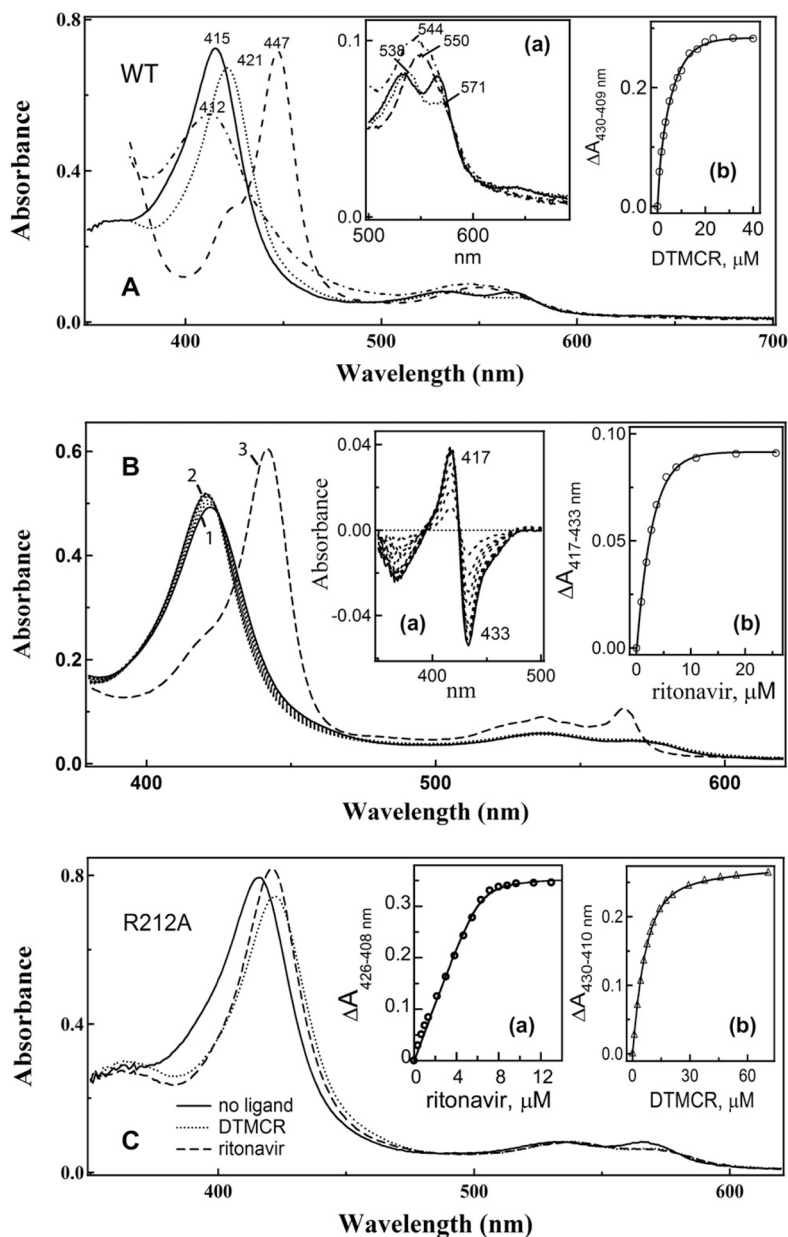 0.8
0.4
0.0
Absorbance
WT
A
415
421
447
412
400
500
600
700
Wavelength (nm)
0.1
0.0
(a)
544
538
550
571
500
600
nm
ΔA430-409 nm
0.2
0.0
(b)
0
20
40
DTMCR, μM
0.6
0.4
0.2
0.0
Absorbance
B
2
1
3
400
500
600
Wavelength (nm)
0.04
0.00
-0.04
Absorbance
417
433
(a)
400
500
nm
ΔA417-433 nm
0.10
0.05
0.00
(b)
0
10
20
ritonavir, μM
0.8
0.4
0.0
Absorbance
R212A
no ligand
DTMCR
ritonavir
C
400
500
600
Wavelength (nm)
ΔA426-408 nm
0.3
0.2
0.1
0
(a)
0
4
8
12
ritonavir, μM
ΔA430-410 nm
0.2
0.1
0.0
(b)
0
30
60
DTMCR, μM